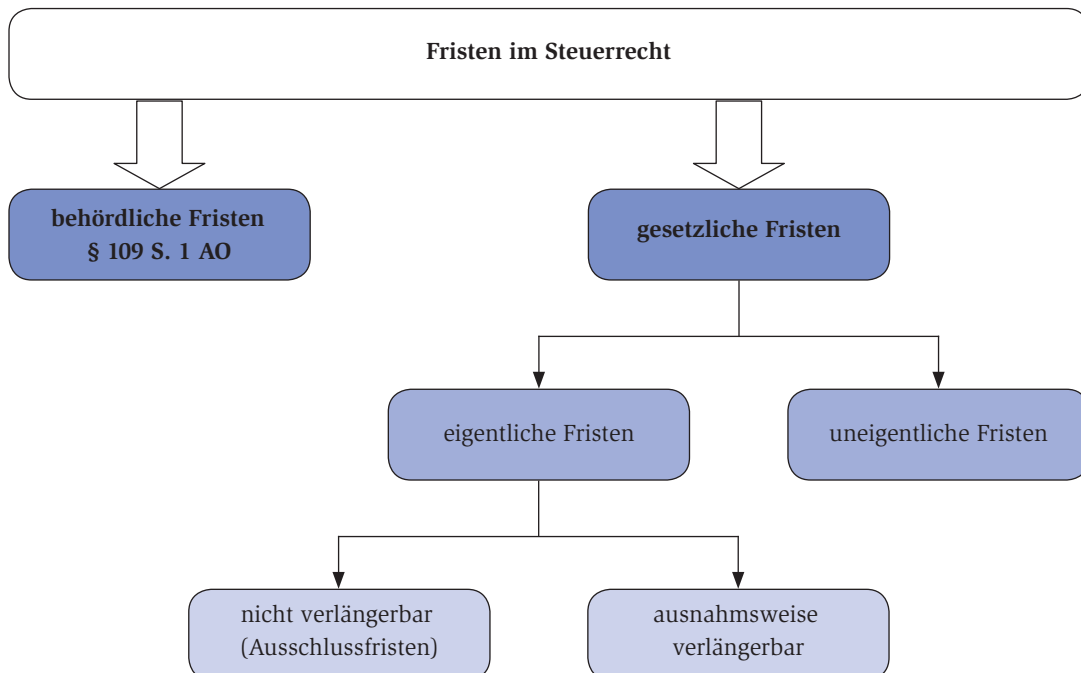 Fristen im Steuerrecht
behördliche Fristen
§ 109 S. 1 AO
gesetzliche Fristen
eigentliche Fristen
uneigentliche Fristen
nicht verlängerbar
(Ausschlussfristen)
ausnahmsweise
verlängerbar